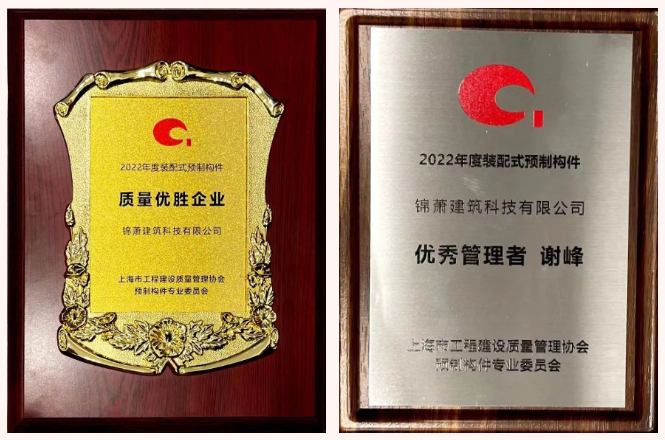 2022年度装配式预制构件
质量优胜企业
锦萧建筑科技有限公司
上海市工程建设质量管理协会
预制构件专业委员会
2022年度装配式预制构件
锦萧建筑科技有限公司
优秀管理者 谢峰
上海市工程建设质量管理协会
预制构件专业委员会